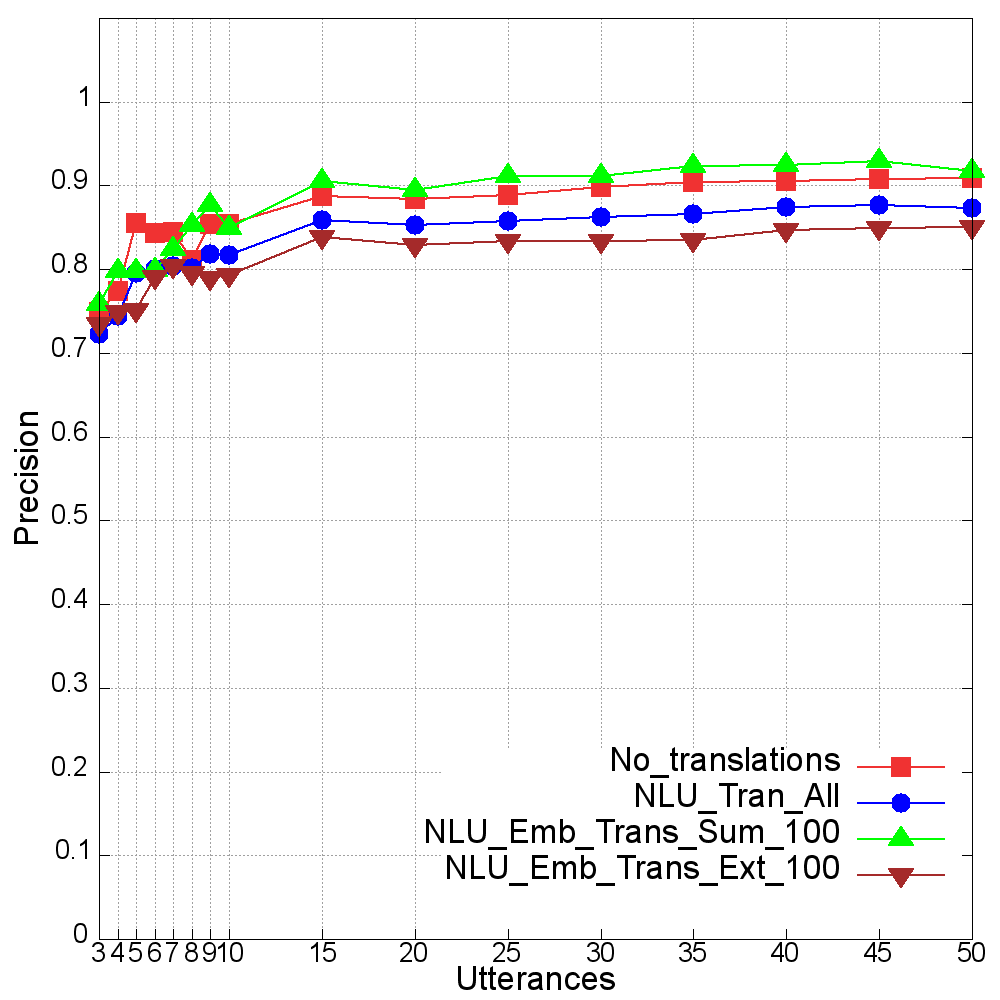 1
0.9
0.8
0.7
0.6
0.5
0.4
0.3
0.2
0.1
0
Precision
No_translations
NLU_Tran_All
NLU_Emb_Trans_Sum_100
NLU_Emb_Trans_Ext_100
3 4 5 6 7 8 9 10 15 20 25 30 35 40 45 50
Utterances